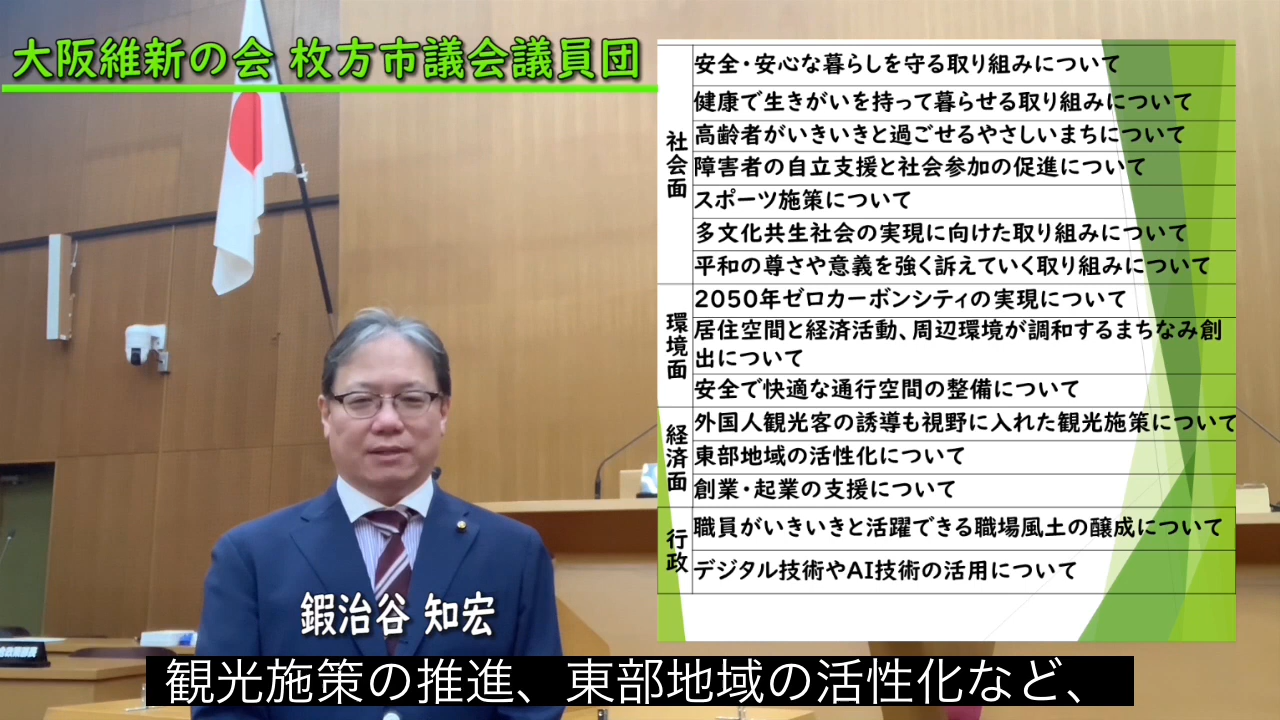 大阪維新の会 枚方市議会議員団
社会面
安全・安心な暮らしを守る取り組みについて
健康で生きがいを持って暮らせる取り組みについて
高齢者がいきいきと過ごせるやさしいまちについて
障害者の自立支援と社会参加の促進について
スポーツ施策について
多文化共生社会の実現に向けた取り組みについて
平和の尊さや意義を強く訴えていく取り組みについて
環境面
2050年ゼロカーボンシティの実現について
居住空間と経済活動、周辺環境が調和するまちなみ創
出について
安全で快適な通行空間の整備について
経済面
外国人観光客の誘導も視野に入れた観光施策について
東部地域の活性化について
創業・起業の支援について
行政
職員がいきいきと活躍できる職場風土の醸成について
デジタル技術やAI技術の活用について
鍜治谷 知宏
観光施策の推進、東部地域の活性化など、